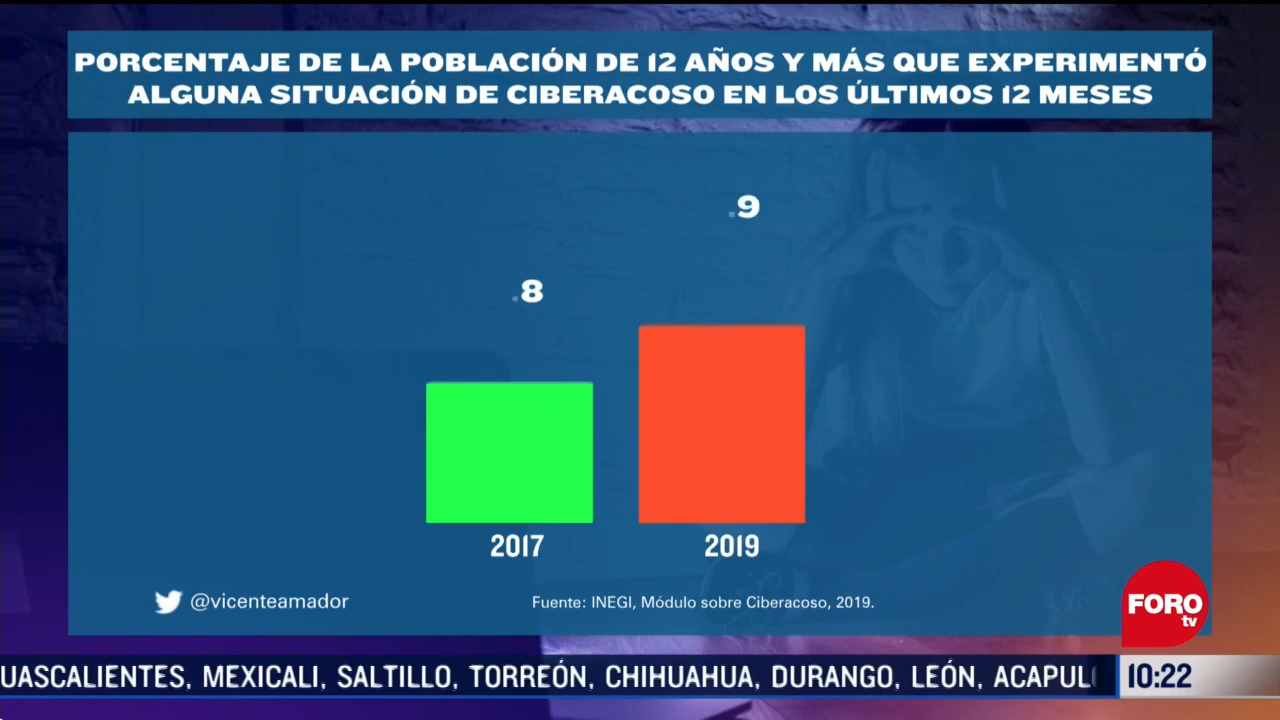 PORCENTAJE DE LA POBLACIÓN DE 12 AÑOS Y MÁS QUE EXPERIMENTÓ
ALGUNA SITUACIÓN DE CIBERACOSO EN LOS ÚLTIMOS 12 MESES
.9
.8
2017
2019
@vicenteamador
Fuente: INEGI, Módulo sobre Ciberacoso, 2019.
FORO
tv
UASCALIENTES, MEXICALI, SALTILLO, TORREÓN, CHIHUAHUA, DURANGO, LEÓN, ACAPUL
10:22